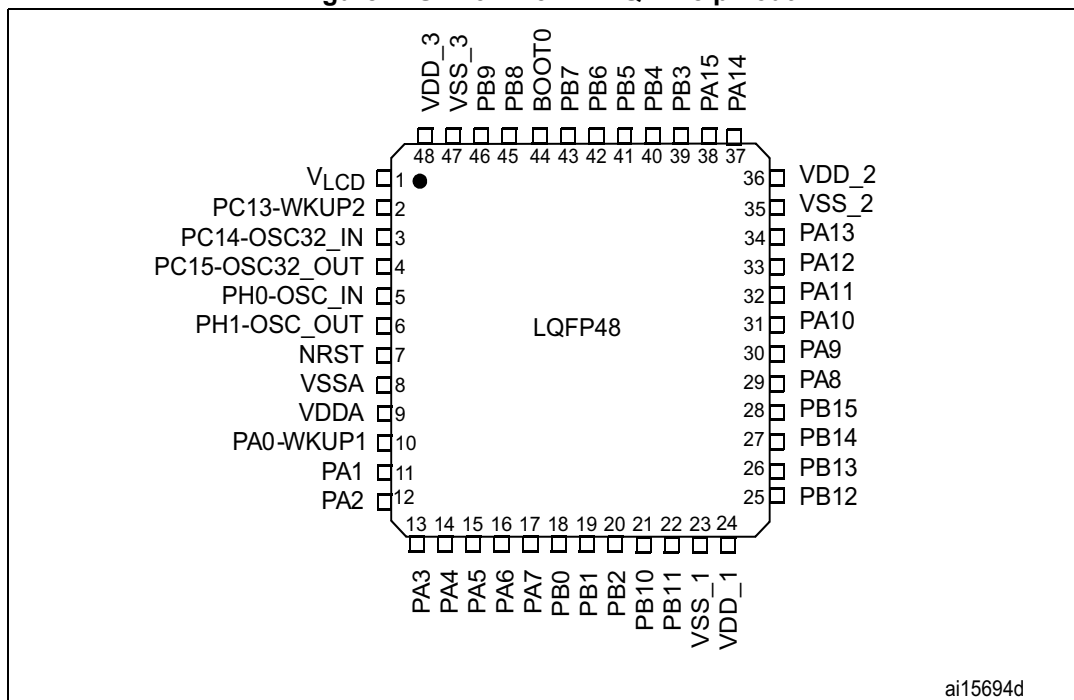 VDD_3
VSS_3
PB9
PB8
BOOT0
PB7
PB6
PB5
PB4
PB3
PA15
PA14
48 47 46 45 44 43 42 41 40 39 38 37
VLCD 1
PC13-WKUP2 2
PC14-OSC32_IN 3
PC15-OSC32_OUT 4
PH0-OSC_IN 5
PH1-OSC_OUT 6
NRST 7
VSSA 8
VDDA 9
PA0-WKUP1 10
PA1 11
PA2 12
LQFP48
36 VDD_2
35 VSS_2
34 PA13
33 PA12
32 PA11
31 PA10
30 PA9
29 PA8
28 PB15
27 PB14
26 PB13
25 PB12
13 14 15 16 17 18 19 20 21 22 23 24
PA3
PA4
PA5
PA6
PA7
PB0
PB1
PB2
PB10
PB11
VSS_1
VDD_1
ai15694d